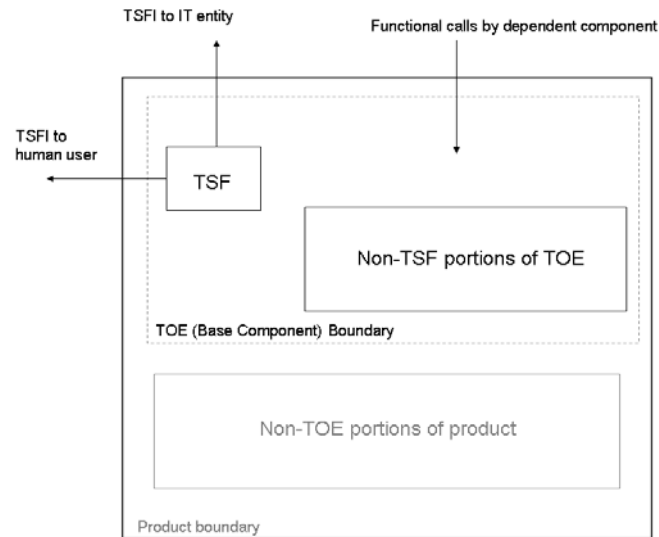 TSFI to IT entity
Functional calls by dependent component
TSFI to
human user
TSF
Non-TSF portions of TOE
TOE (Base Component) Boundary
Non-TOE portions of product
Product boundary